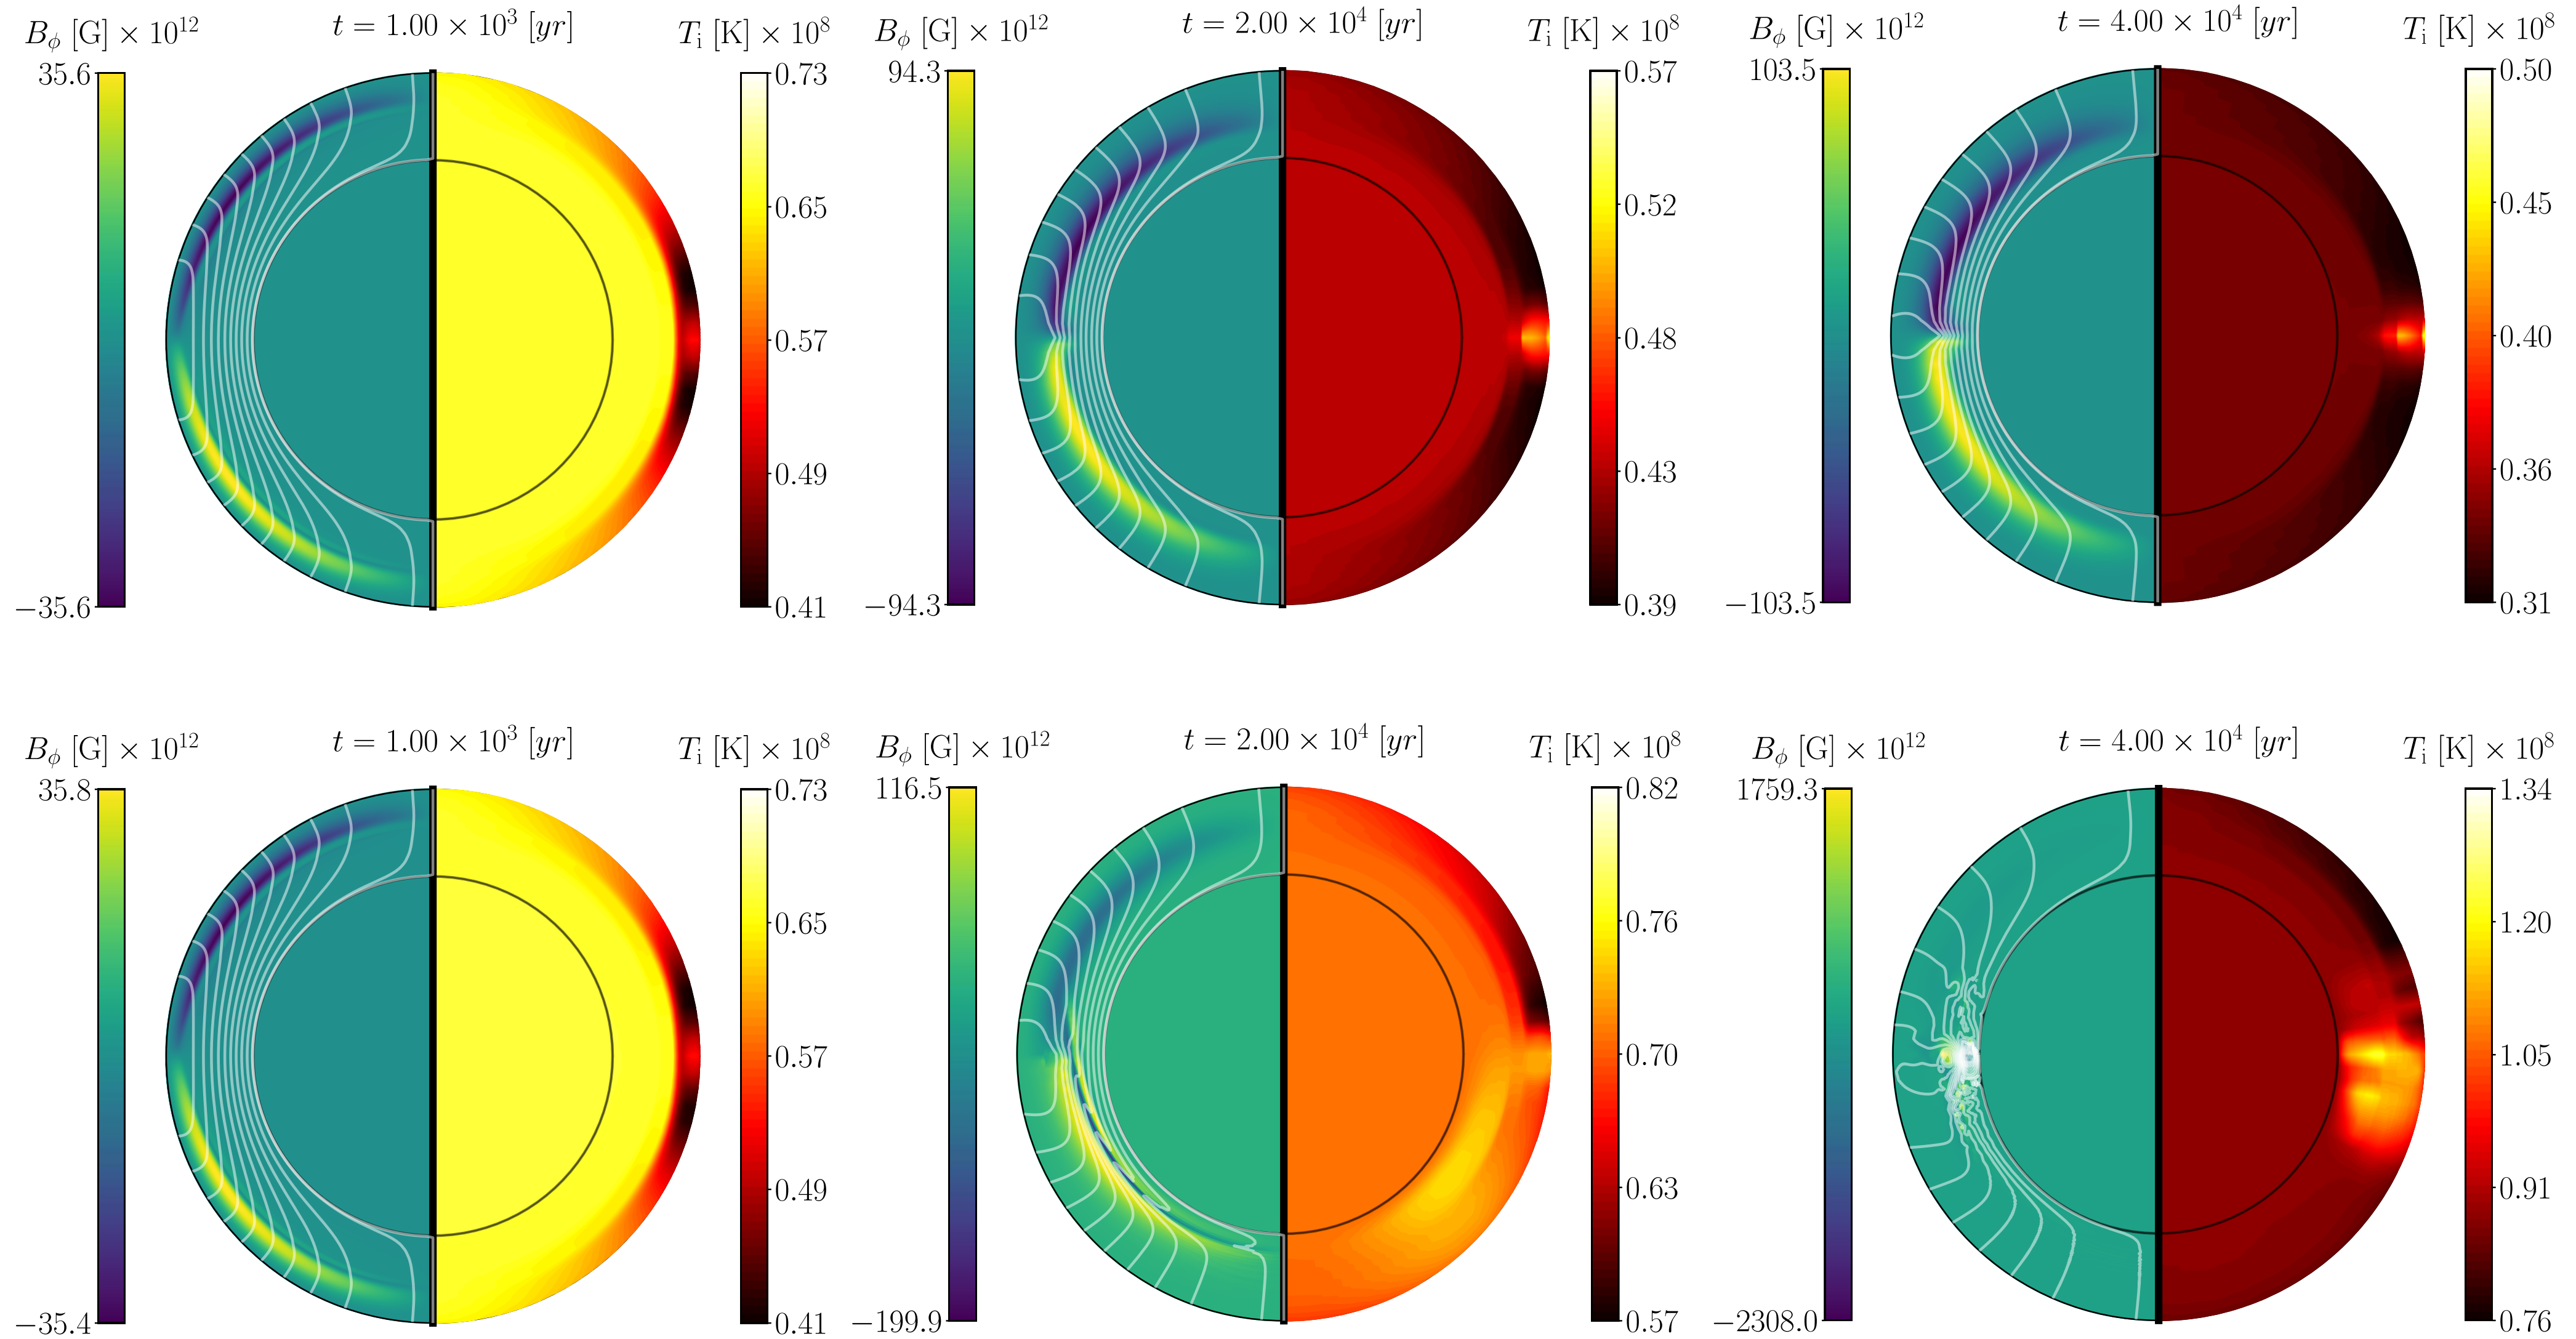 B_ϕ [G] × 10^12
t = 1.00 × 10^3 [yr]
T_i [K] × 10^8
35.6
−35.6
0.73
0.65
0.57
0.49
0.41
B_ϕ [G] × 10^12
t = 2.00 × 10^4 [yr]
T_i [K] × 10^8
94.3
−94.3
0.57
0.52
0.48
0.43
0.39
B_ϕ [G] × 10^12
t = 4.00 × 10^4 [yr]
T_i [K] × 10^8
103.5
−103.5
0.50
0.45
0.40
0.36
0.31
B_ϕ [G] × 10^12
t = 1.00 × 10^3 [yr]
T_i [K] × 10^8
35.8
−35.4
0.73
0.65
0.57
0.49
0.41
B_ϕ [G] × 10^12
t = 2.00 × 10^4 [yr]
T_i [K] × 10^8
116.5
−199.9
0.82
0.76
0.70
0.63
0.57
B_ϕ [G] × 10^12
t = 4.00 × 10^4 [yr]
T_i [K] × 10^8
1759.3
−2308.0
1.34
1.20
1.05
0.91
0.76